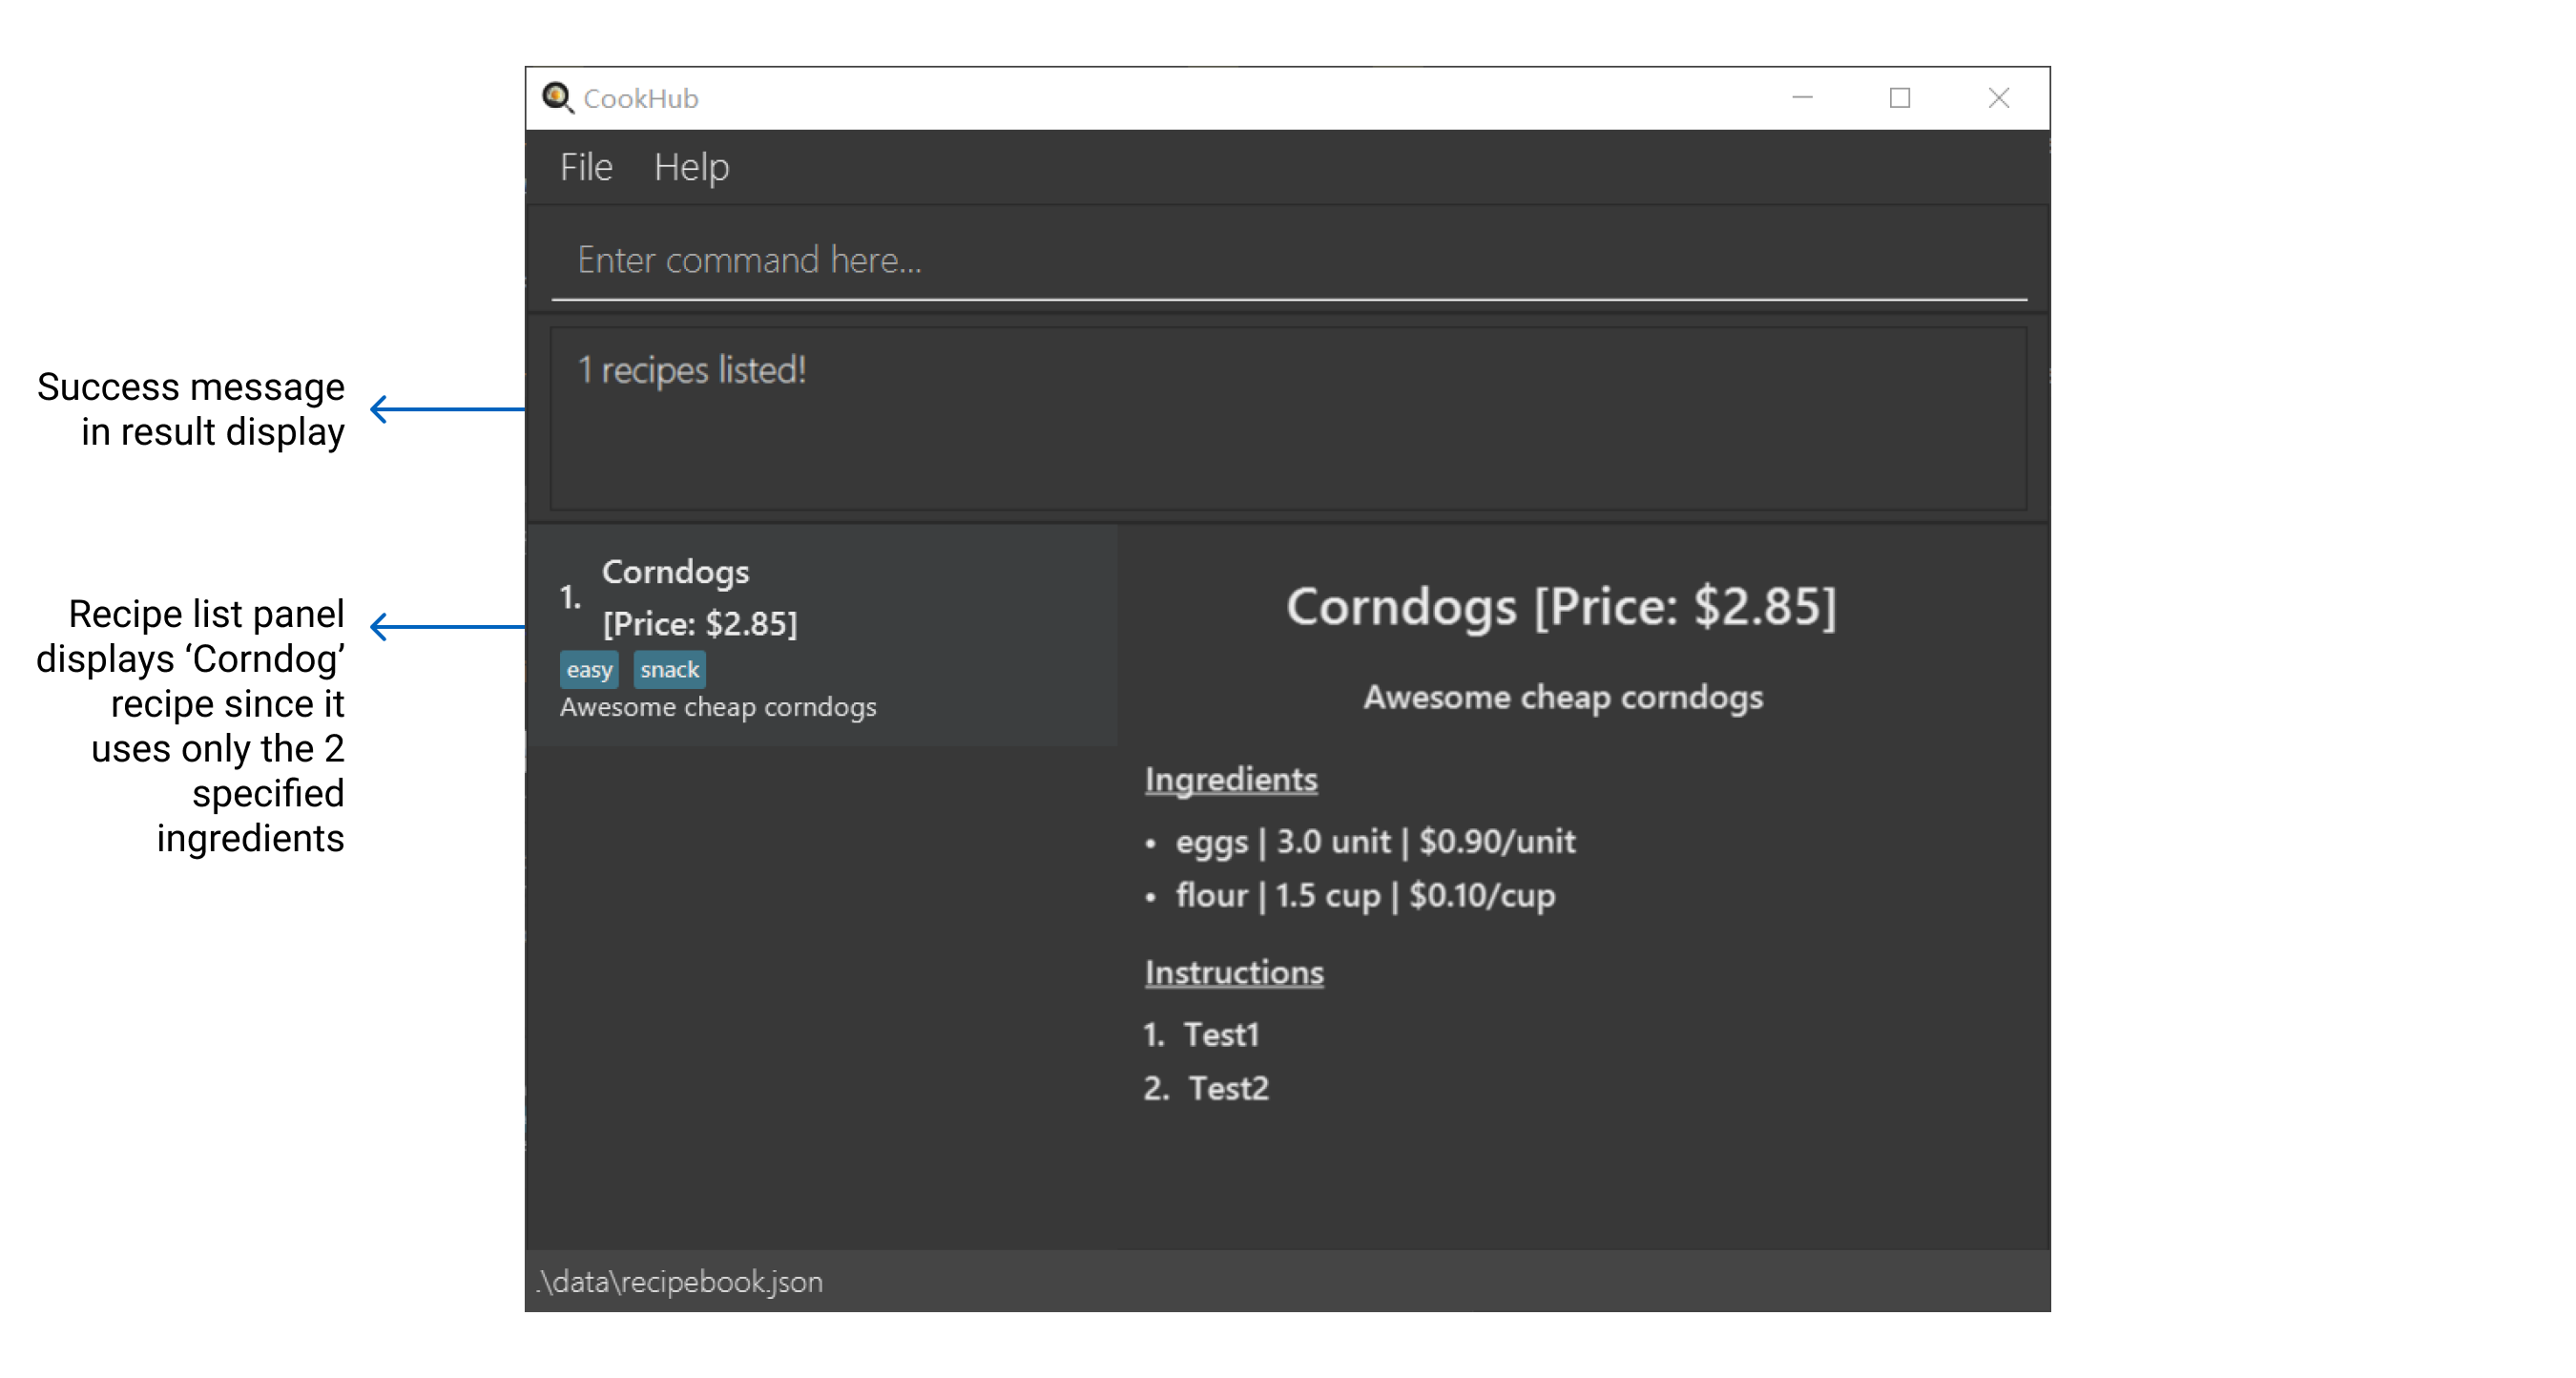 CookHub
File Help
Enter command here...
1 recipes listed!
Success message
in result display
Recipe list panel
displays ‘Corndog’
recipe since it
uses only the 2
specified
ingredients
1. Corndogs
[Price: $2.85]
easy snack
Awesome cheap corndogs
Corndogs [Price: $2.85]
Awesome cheap corndogs
Ingredients
• eggs | 3.0 unit | $0.90/unit
• flour | 1.5 cup | $0.10/cup
Instructions
1. Test1
2. Test2
.\data\recipebook.json